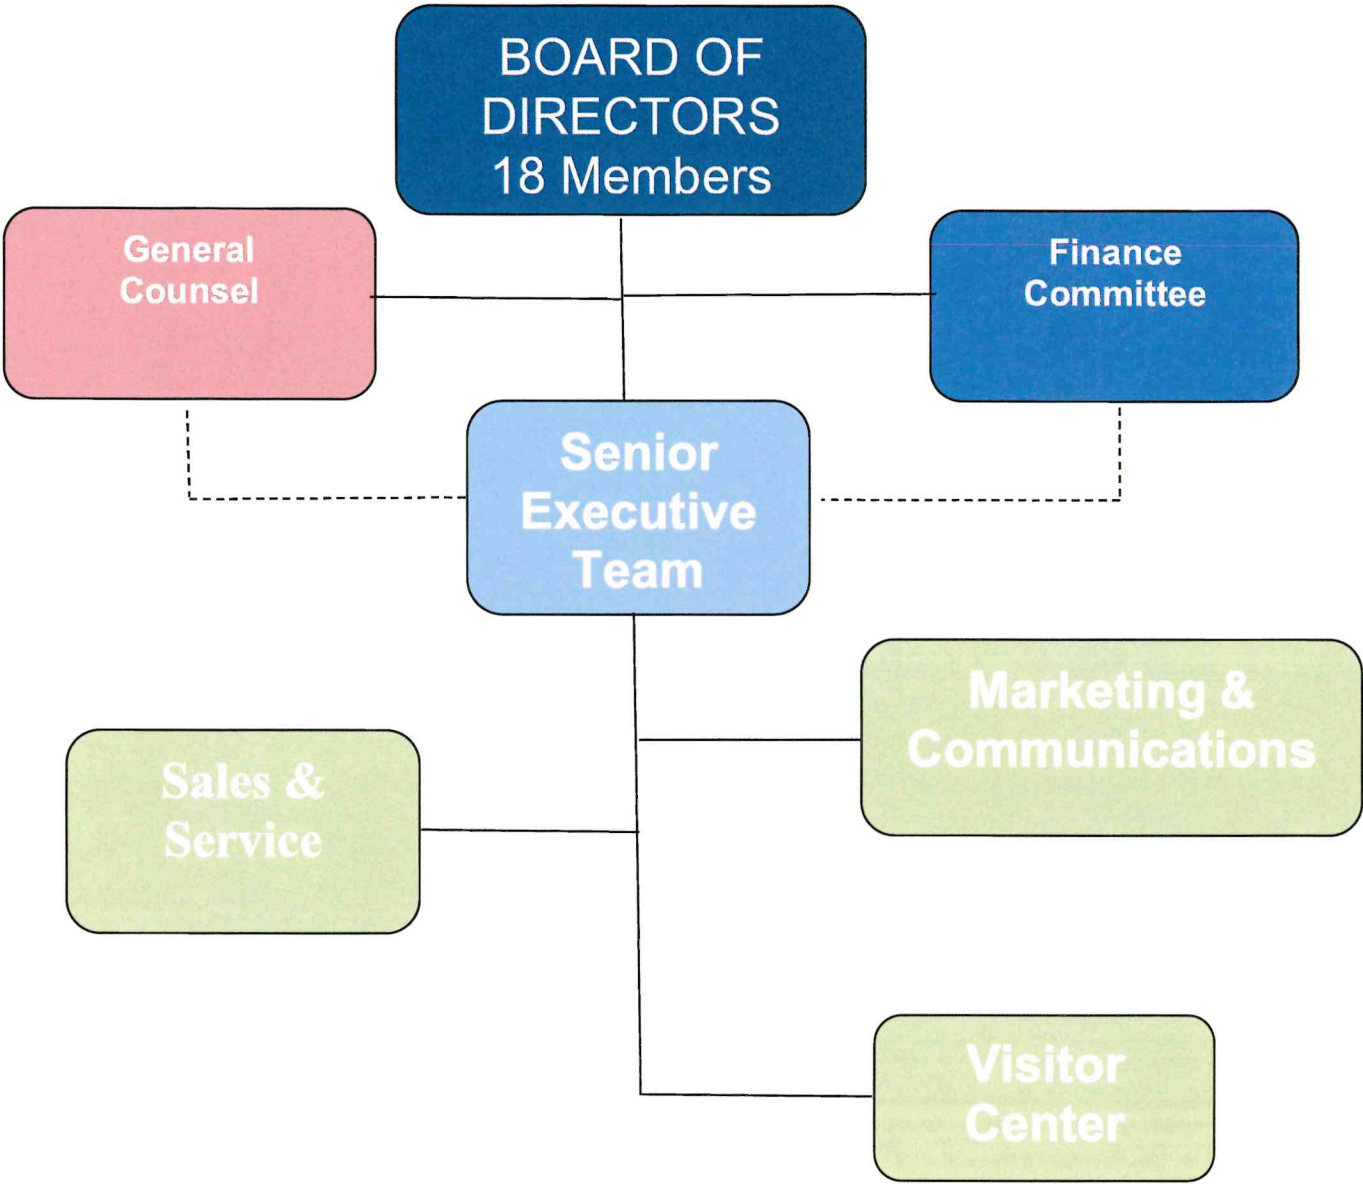 BOARD OF
DIRECTORS
18 Members
General
Counsel
Finance
Committee
Senior
Executive
Team
Marketing &
Communications
Sales &
Service
Visitor
Center